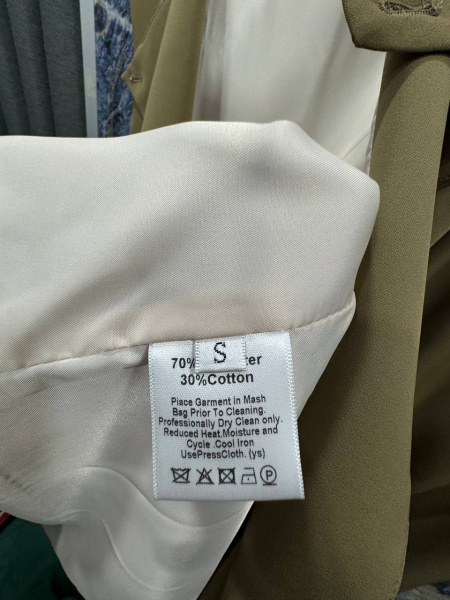 S
70% ter
30%Cotton
Place Garment in Mash
Bag Prior To Cleaning.
Professionally Dry Clean only.
Reduced Heat.Moisture and
Cycle .Cool Iron
UsePressCloth. (ys)
P